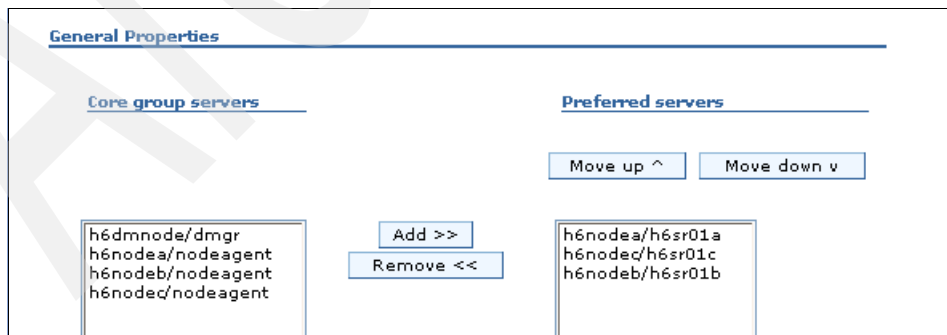 General Properties
Core group servers
Preferred servers
Move up ^
Move down v
h6dmnode/dmgr
h6nodea/nodeagent
h6nodeb/nodeagent
h6nodec/nodeagent
Add >>
Remove <<
h6nodea/h6sr01a
h6nodec/h6sr01c
h6nodeb/h6sr01b